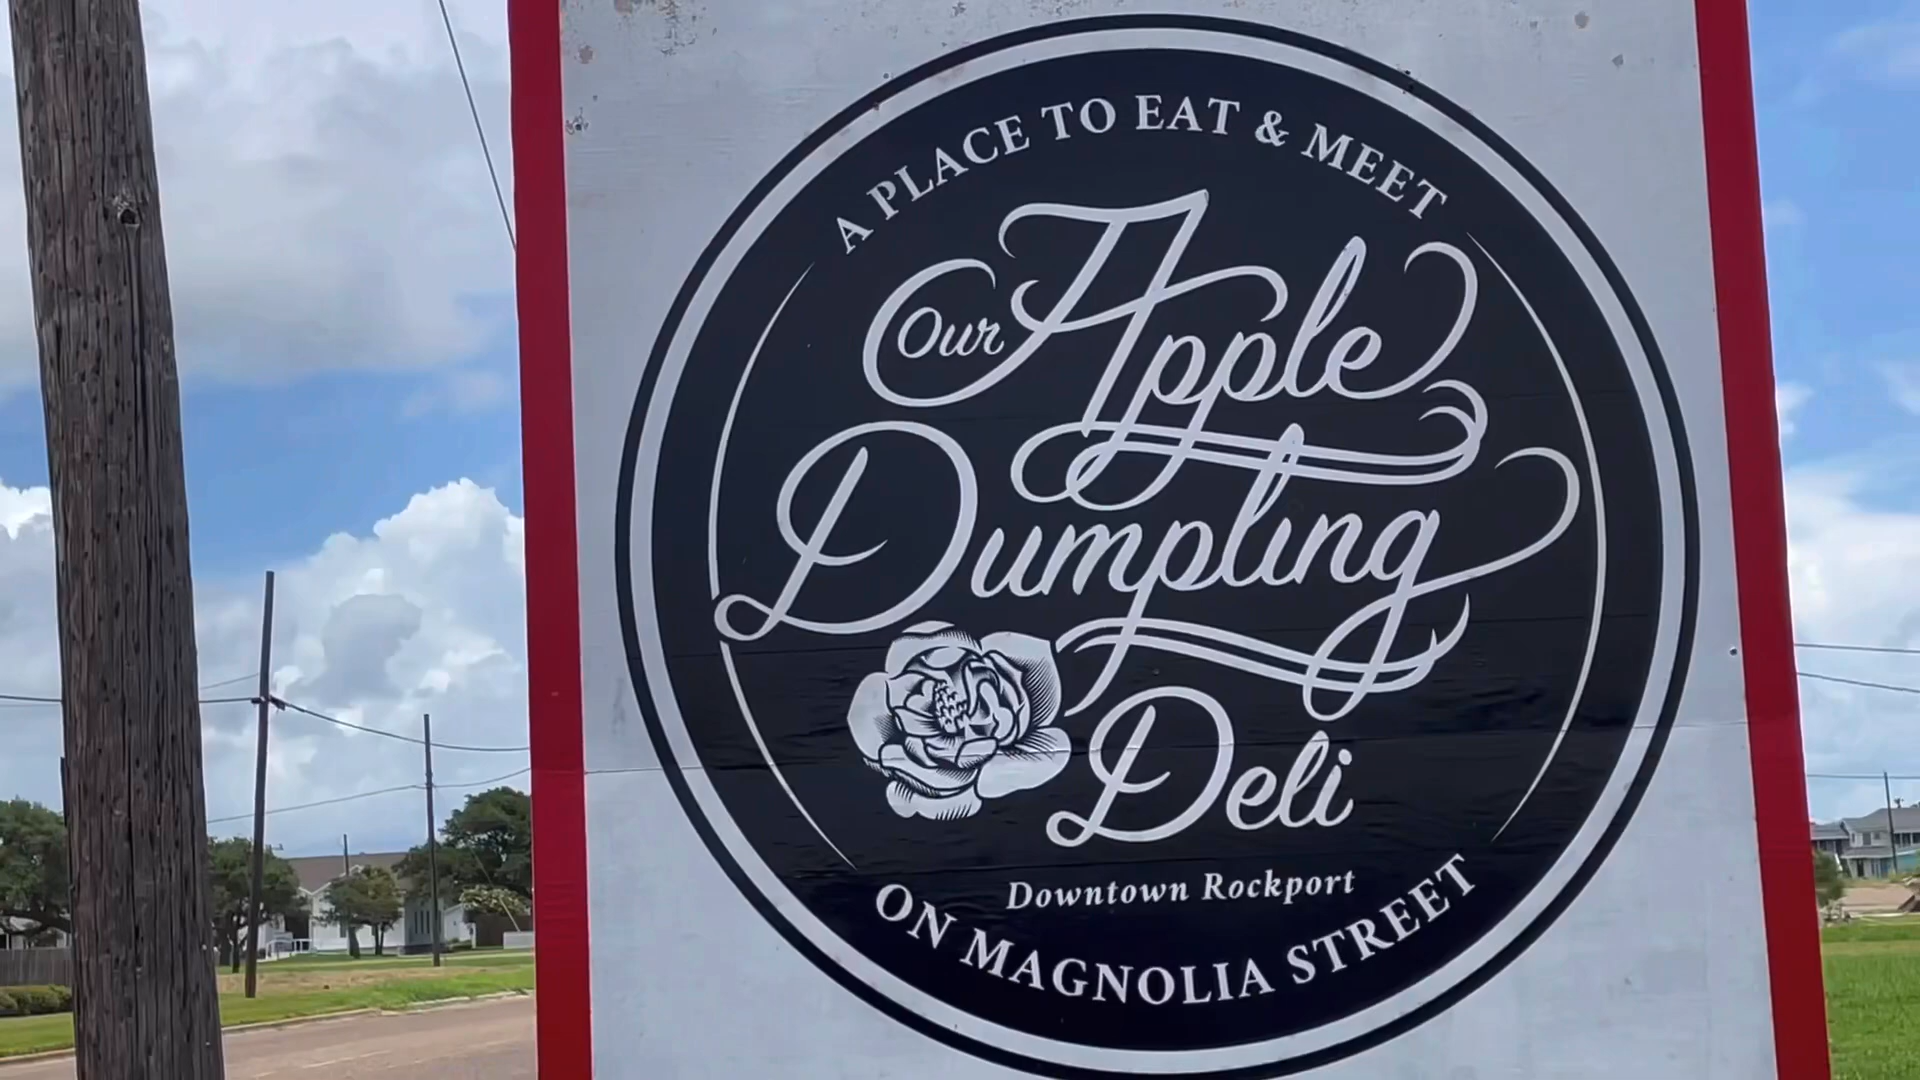 A PLACE TO EAT & MEET
Our Apple
Dumpling
Deli
Downtown Rockport
ON MAGNOLIA STREET